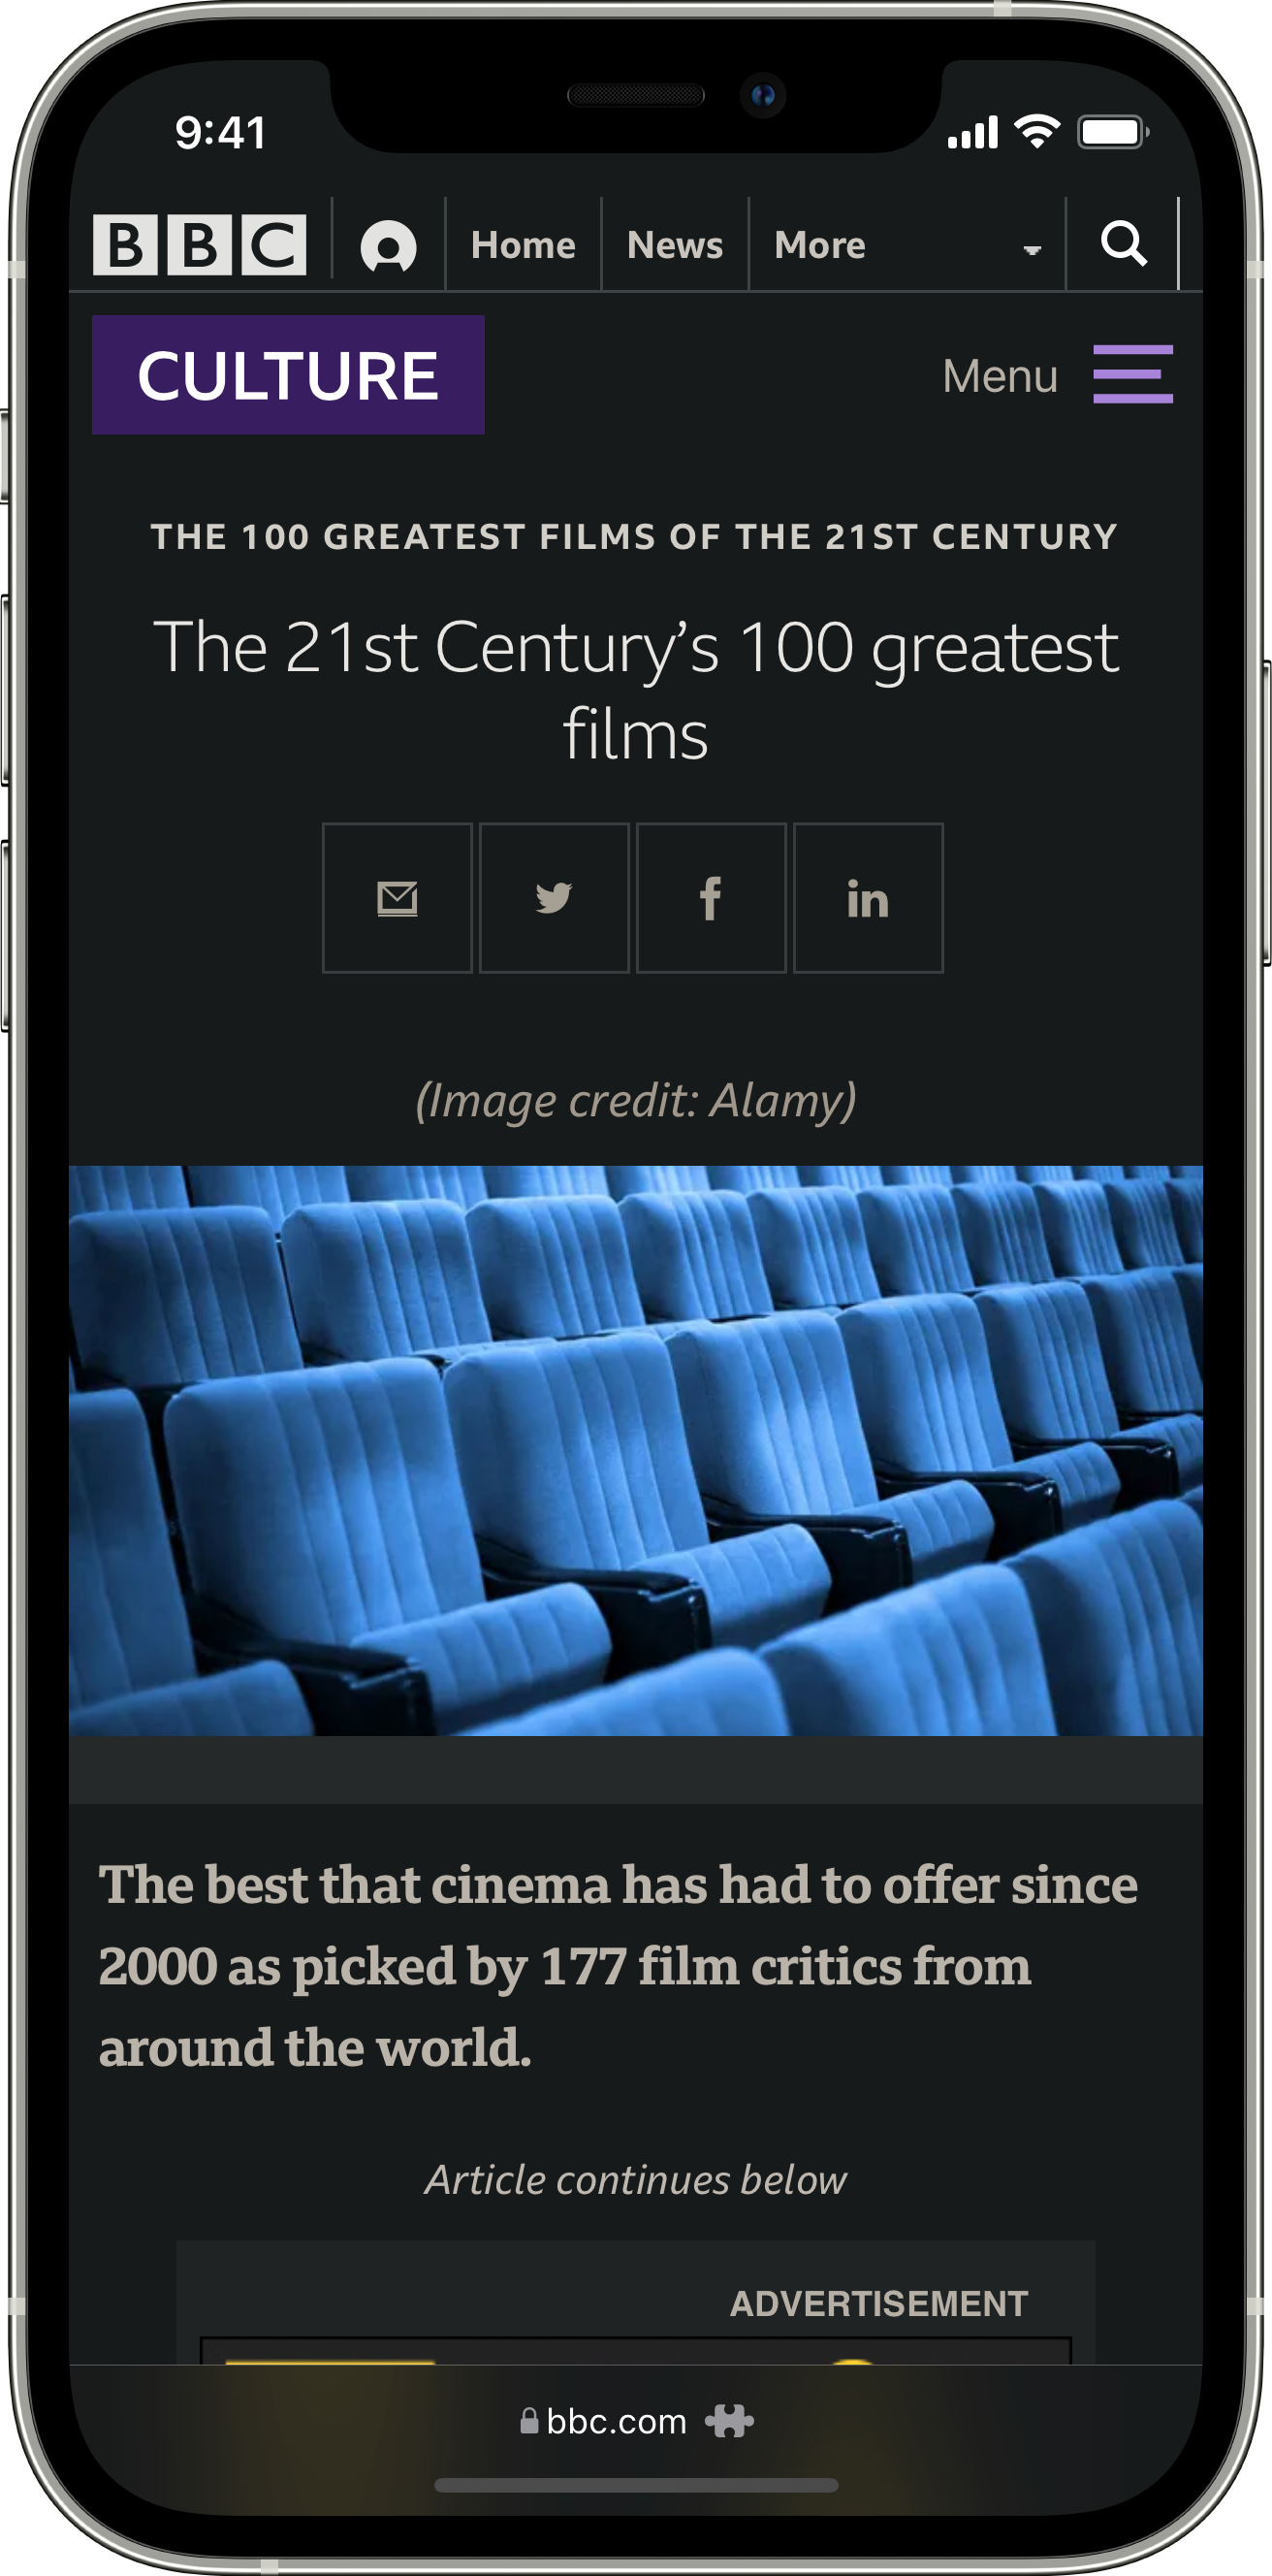 9:41
BBC Home News More
CULTURE Menu
THE 100 GREATEST FILMS OF THE 21ST CENTURY
The 21st Century’s 100 greatest
films
(Image credit: Alamy)
The best that cinema has had to offer since
2000 as picked by 177 film critics from
around the world.
Article continues below
ADVERTISEMENT
bbc.com